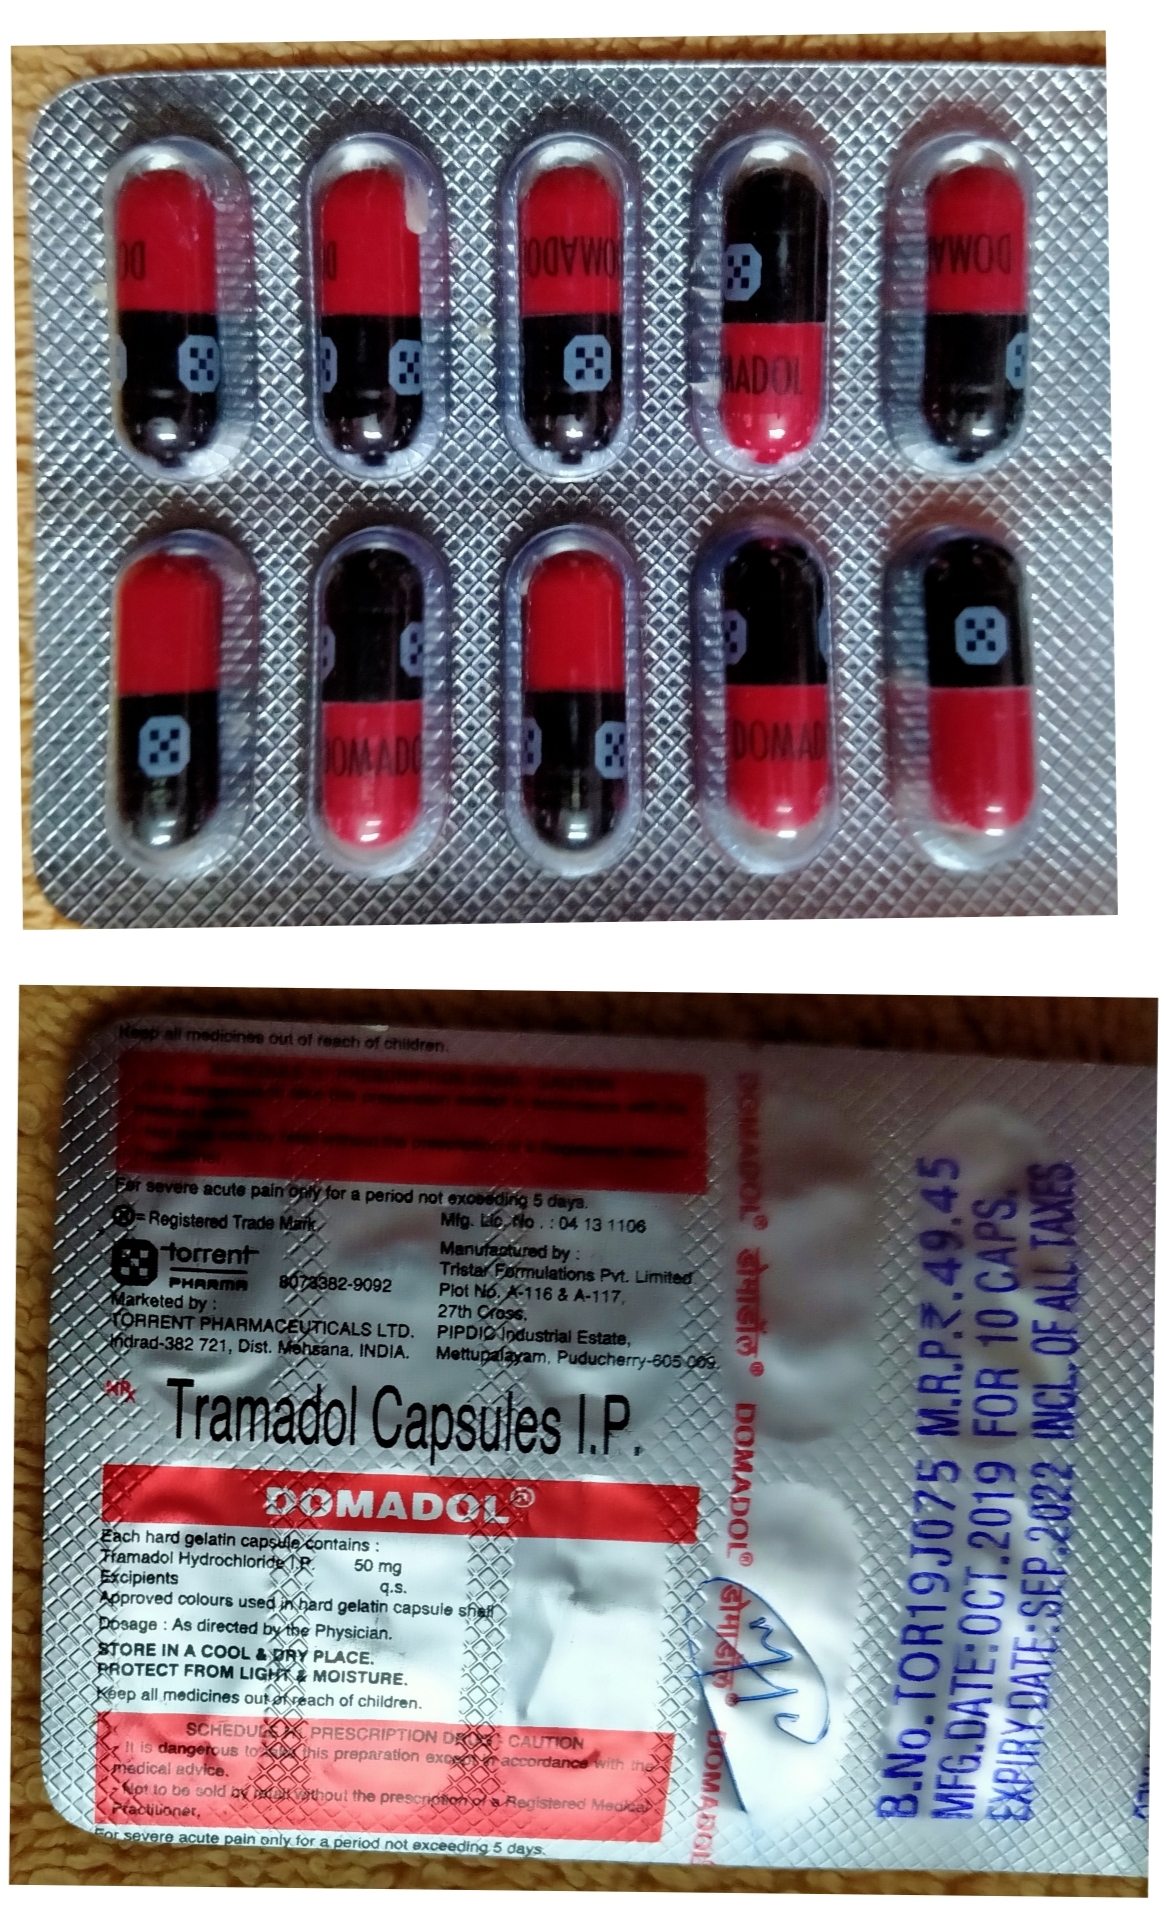 DO
D
DOMADO
MADOL
DOMA
DOMADO
DOMAD
Keep all medicines out of reach of children.
For severe acute pain only for a period not exceeding 5 days.
®= Registered Trade Mark
Mfg. Lic. No . : 04 13 1106
torrent
PHARMA
8073382-9092
Marketed by :
TORRENT PHARMACEUTICALS LTD.
Indrad-382 721, Dist. Mehsana. INDIA.
Manufactured by :
Tristar Formulations Pvt. Limited
Plot No. A-116 & A-117,
27th Cross,
PIPDIC Industrial Estate,
Mettupalayam, Puducherry-605 009.
NRx
Tramadol Capsules I.P.
DOMADOL®
Each hard gelatin capsule contains :
Tramadol Hydrochloride I.P. 50 mg
Excipients q.s.
Approved colours used in hard gelatin capsule shell
Dosage : As directed by the Physician.
STORE IN A COOL & DRY PLACE.
PROTECT FROM LIGHT & MOISTURE.
Keep all medicines out of reach of children.
SCHEDULE PRESCRIPTION DRUG - CAUTION
- It is dangerous to take this preparation except in accordance with the
medical advice.
- Not to be sold by retail without the prescription of a Registered Medical
Practitioner.
For severe acute pain only for a period not exceeding 5 days.
DOMADOL® डोमाडॉल® DOMADOL® डोमाडॉल® DOMADOL
B.No. TOR19J075 M.R.P.₹.49.45
MFG.DATE:OCT.2019 FOR 10 CAPS.
EXPIRY DATE:SEP.2022 INCL. OF ALL TAXES